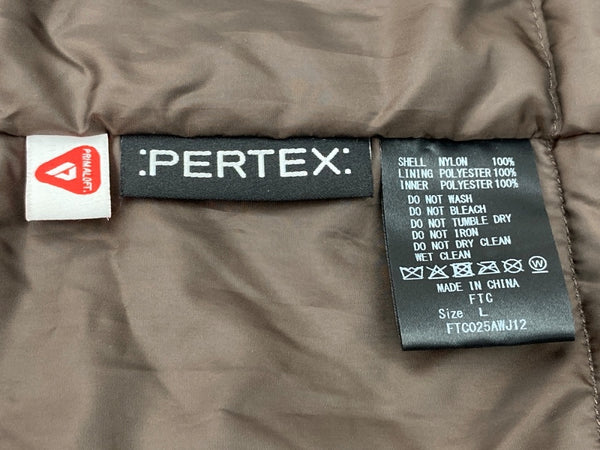 PRIMALOFT.
:PERTEX:
SHELL NYLON 100%
LINING POLYESTER 100%
INNER POLYESTER 100%
DO NOT WASH
DO NOT BLEACH
DO NOT TUMBLE DRY
DO NOT IRON
DO NOT DRY CLEAN
WET CLEAN
W
MADE IN CHINA
FTC
Size L
FTC025AWJ12